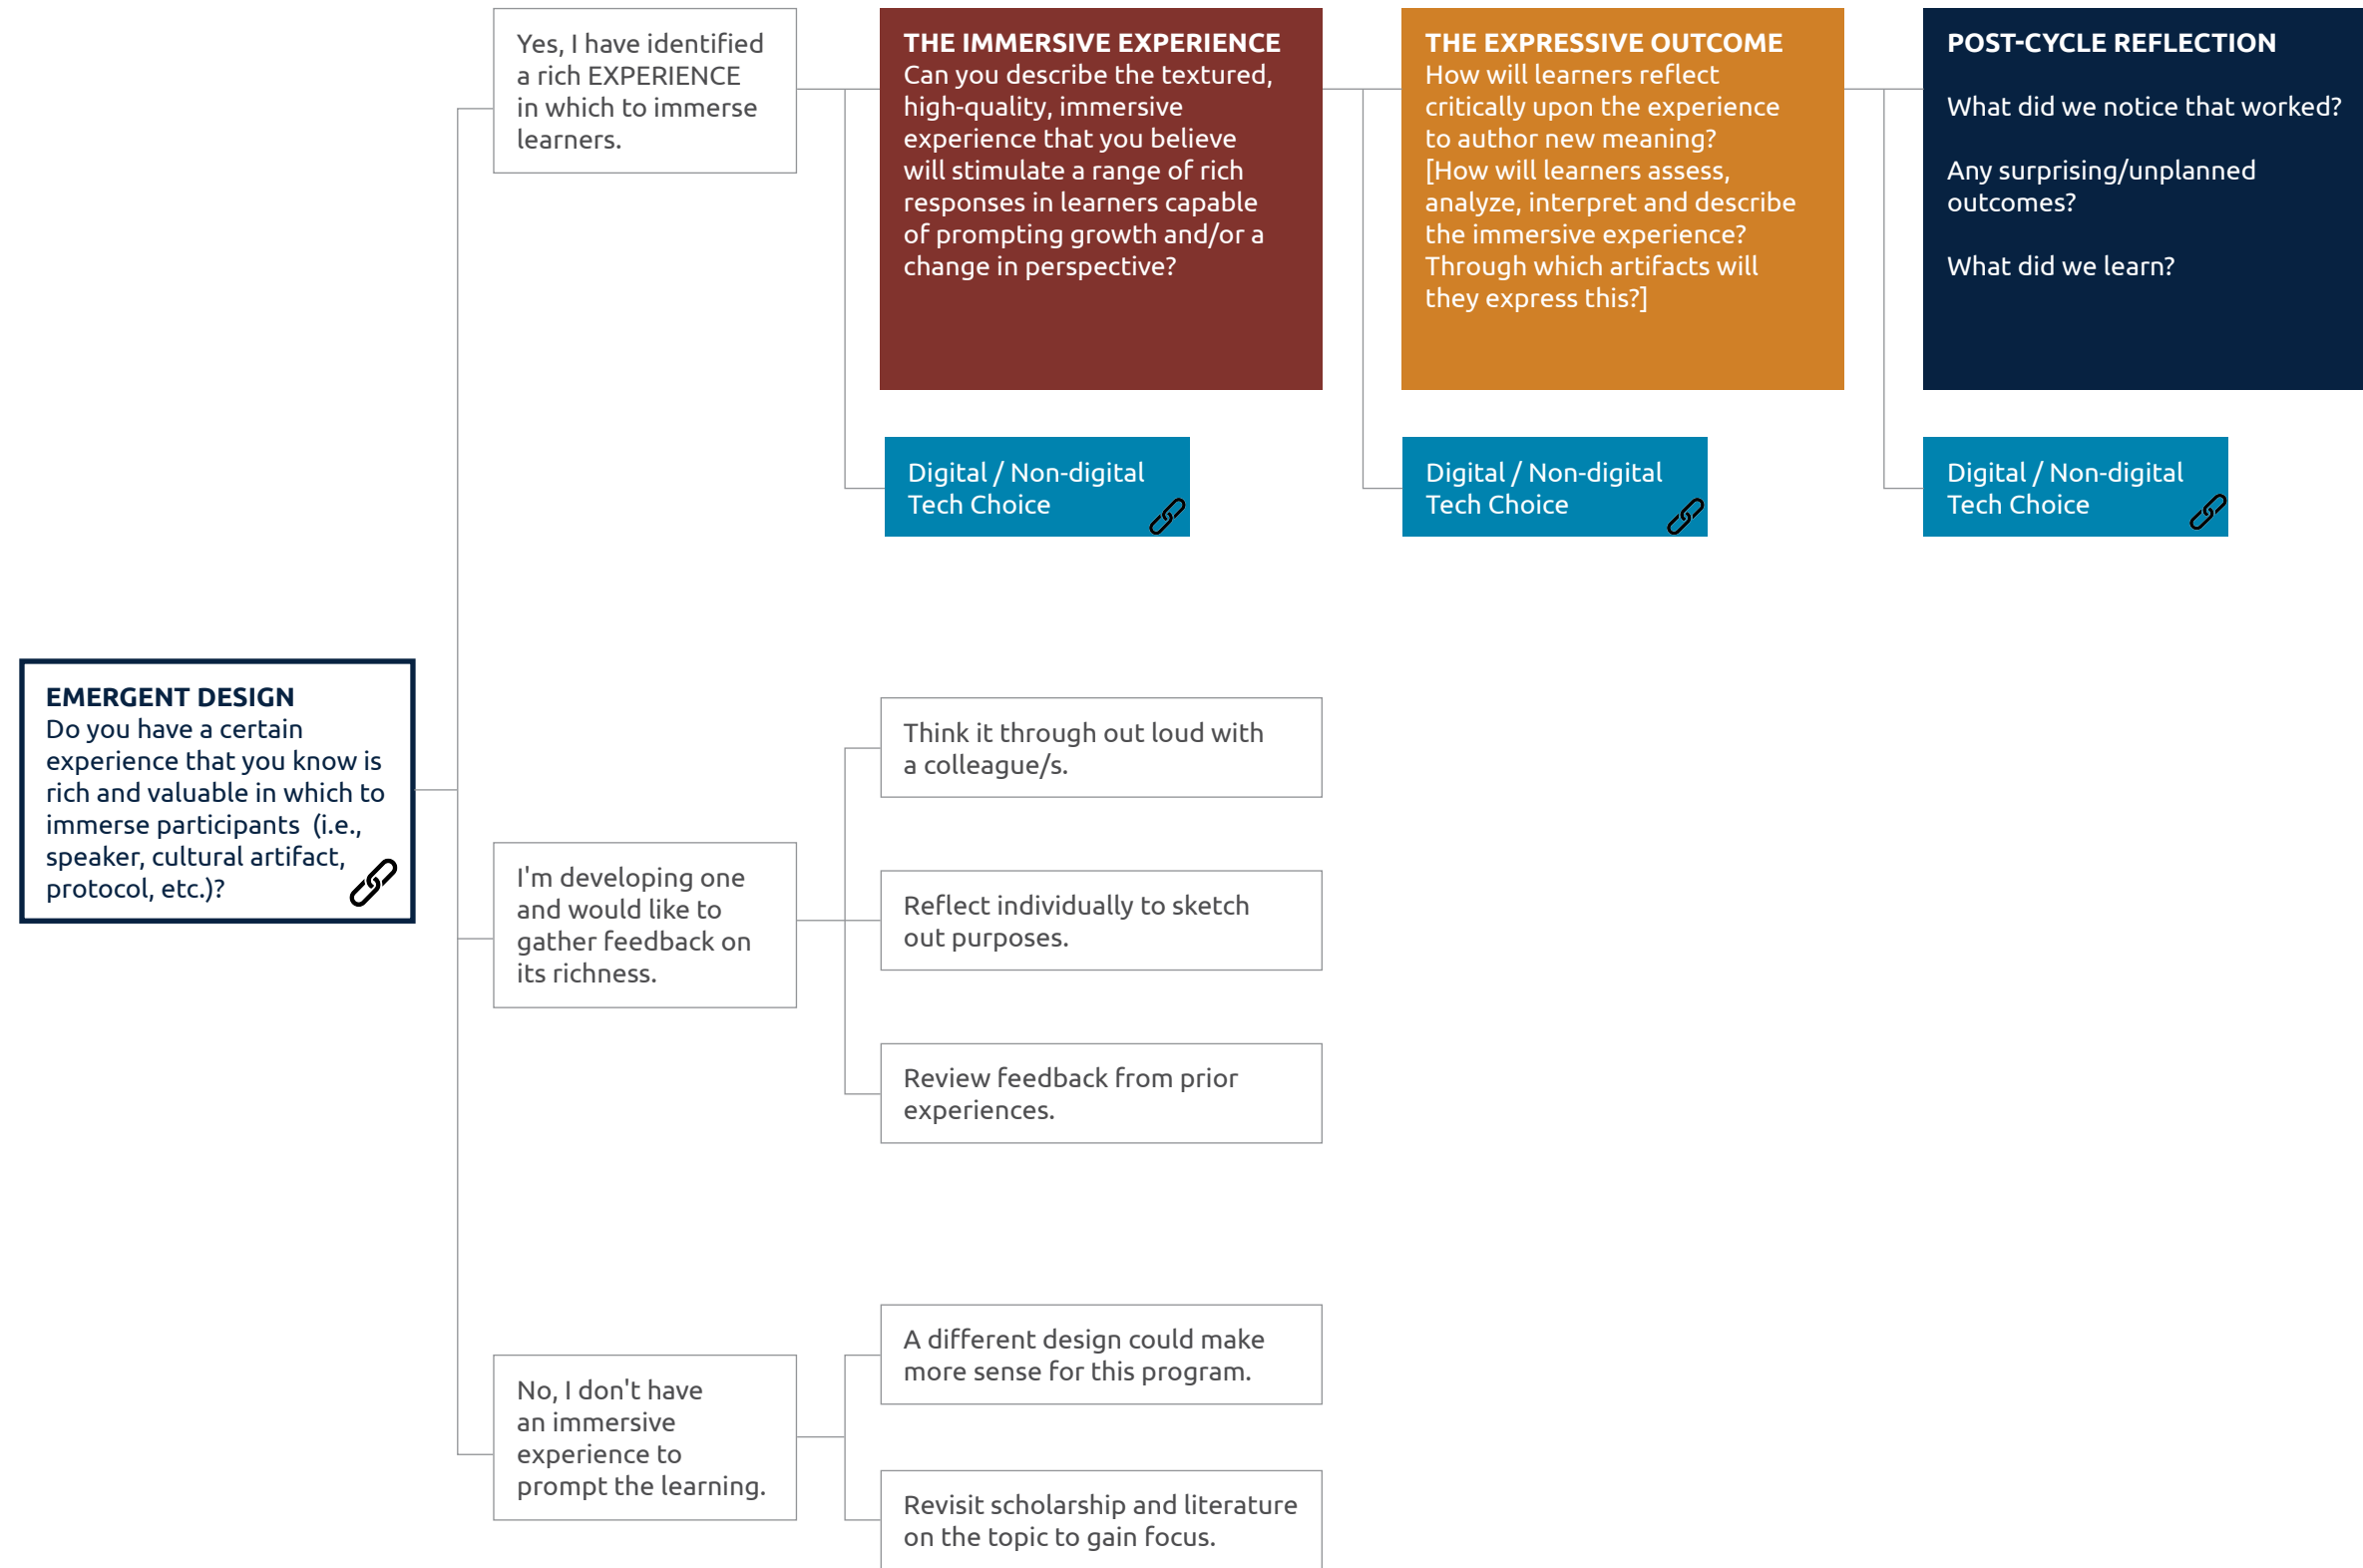 Yes, I have identified
a rich EXPERIENCE
in which to immerse
learners.
THE IMMERSIVE EXPERIENCE
Can you describe the textured,
high-quality, immersive
experience that you believe
will stimulate a range of rich
responses in learners capable
of prompting growth and/or a
change in perspective?
THE EXPRESSIVE OUTCOME
How will learners reflect
critically upon the experience
to author new meaning?
[How will learners assess,
analyze, interpret and describe
the immersive experience?
Through which artifacts will
they express this?]
POST-CYCLE REFLECTION
What did we notice that worked?
Any surprising/unplanned
outcomes?
What did we learn?
Digital / Non-digital
Tech Choice
Digital / Non-digital
Tech Choice
Digital / Non-digital
Tech Choice
EMERGENT DESIGN
Do you have a certain
experience that you know is
rich and valuable in which to
immerse participants (i.e.,
speaker, cultural artifact,
protocol, etc.)?
I'm developing one
and would like to
gather feedback on
its richness.
Think it through out loud with
a colleague/s.
Reflect individually to sketch
out purposes.
Review feedback from prior
experiences.
No, I don't have
an immersive
experience to
prompt the learning.
A different design could make
more sense for this program.
Revisit scholarship and literature
on the topic to gain focus.